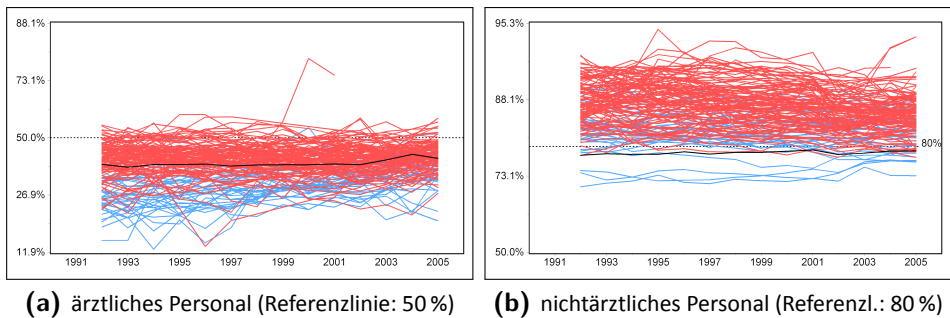 88.1%
73.1%
50.0%
26.9%
11.9%
1991 1993 1995 1997 1999 2001 2003 2005
(a) ärztliches Personal (Referenzlinie: 50 %)
95.3%
88.1%
80%
73.1%
50.0%
1991 1993 1995 1997 1999 2001 2003 2005
(b) nichtärztliches Personal (Referenzl.: 80 %)